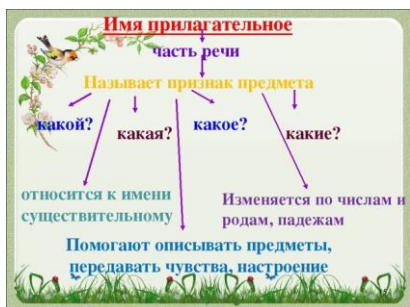 Имя прилагательное
часть речи
Называет признак предмета
какой?
какая?
какое?
какие?
относится к имени
существительному
Изменяется по числам и
родам, падежам
Помогают описывать предметы,
передавать чувства, настроение